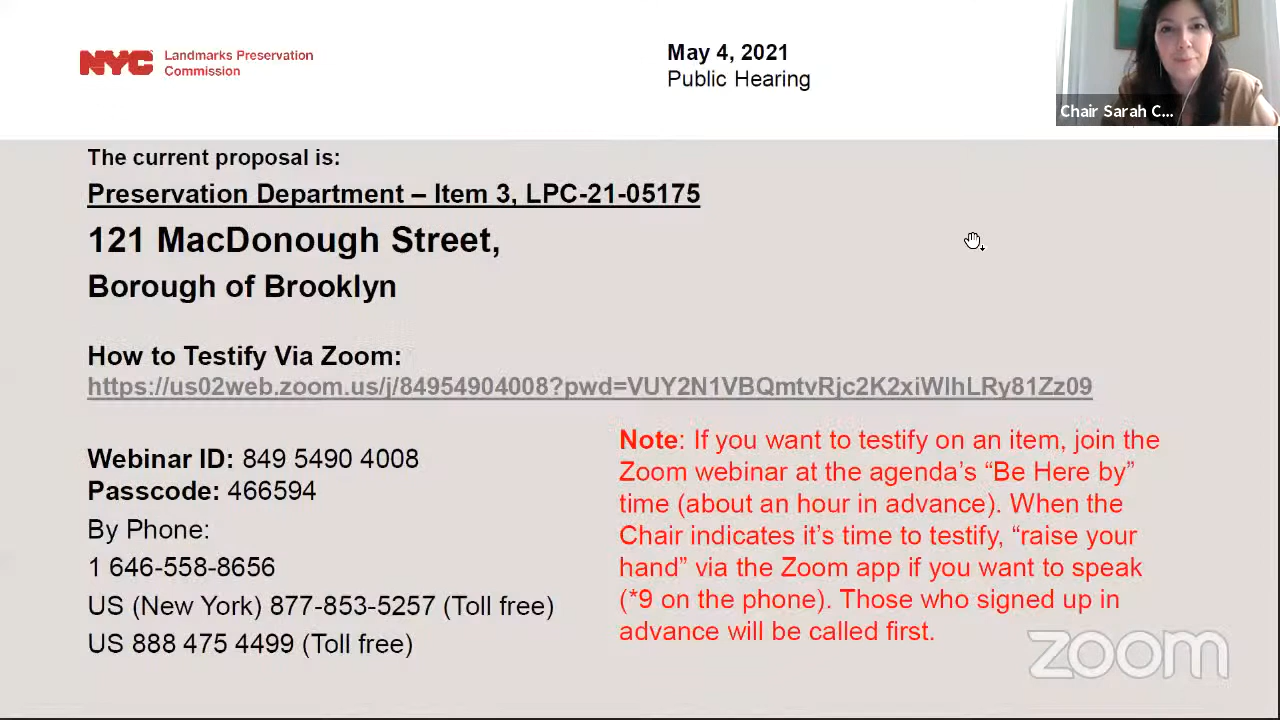 NYC Landmarks Preservation
Commission
May 4, 2021
Public Hearing
Chair Sarah C...
The current proposal is:
Preservation Department – Item 3, LPC-21-05175
121 MacDonough Street,
Borough of Brooklyn
How to Testify Via Zoom:
https://us02web.zoom.us/j/84954904008?pwd=VUY2N1VBQmtvRjc2K2xiWlhLRy81Zz09
Webinar ID: 849 5490 4008
Passcode: 466594
By Phone:
1 646-558-8656
US (New York) 877-853-5257 (Toll free)
US 888 475 4499 (Toll free)
Note: If you want to testify on an item, join the
Zoom webinar at the agenda’s “Be Here by”
time (about an hour in advance). When the
Chair indicates it’s time to testify, “raise your
hand” via the Zoom app if you want to speak
(*9 on the phone). Those who signed up in
advance will be called first.
zoom